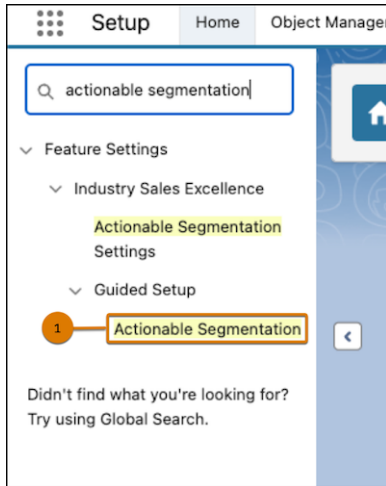 Setup
Home
Object Manager
actionable segmentation
Feature Settings
Industry Sales Excellence
Actionable Segmentation
Settings
Guided Setup
1
Actionable Segmentation
Didn't find what you're looking for?
Try using Global Search.